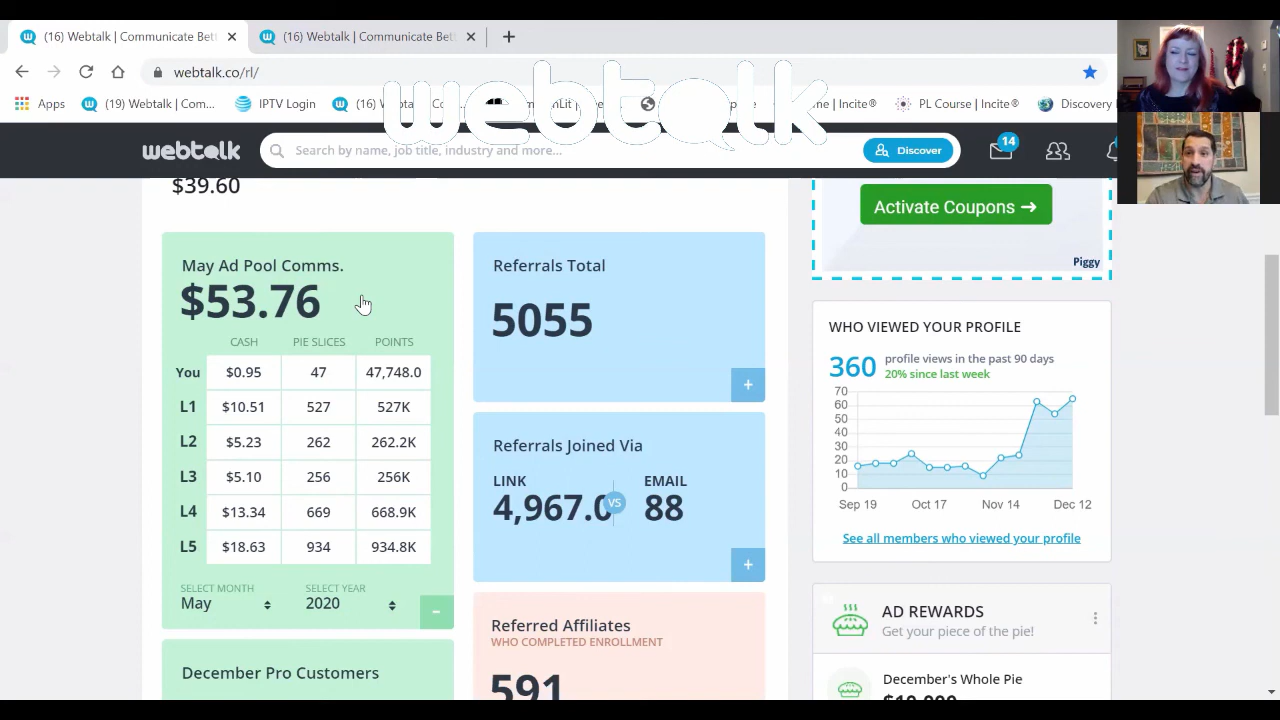 (16) Webtalk | Communicate Bet
(16) Webtalk | Communicate Bet
webtalk.co/rl/
Apps
(19) Webtalk | Com...
IPTV Login
(16)
PL Course | Incite®
Discovery
webtalk
webtalk
Search by name, job title, industry and more...
Discover
14
$39.60
Activate Coupons →
Piggy
May Ad Pool Comms.
$53.76
CASH PIE SLICES POINTS
You $0.95 47 47,748.0
L1 $10.51 527 527K
L2 $5.23 262 262.2K
L3 $5.10 256 256K
L4 $13.34 669 668.9K
L5 $18.63 934 934.8K
SELECT MONTH SELECT YEAR
May 2020
-
December Pro Customers
Referrals Total
5055
+
Referrals Joined Via
LINK EMAIL
4,967.0 VS 88
+
Referred Affiliates
WHO COMPLETED ENROLLMENT
591
WHO VIEWED YOUR PROFILE
360 profile views in the past 90 days
20% since last week
70
60
50
40
30
20
10
0
Sep 19 Oct 17 Nov 14 Dec 12
See all members who viewed your profile
AD REWARDS
Get your piece of the pie!
December's Whole Pie
$10,000